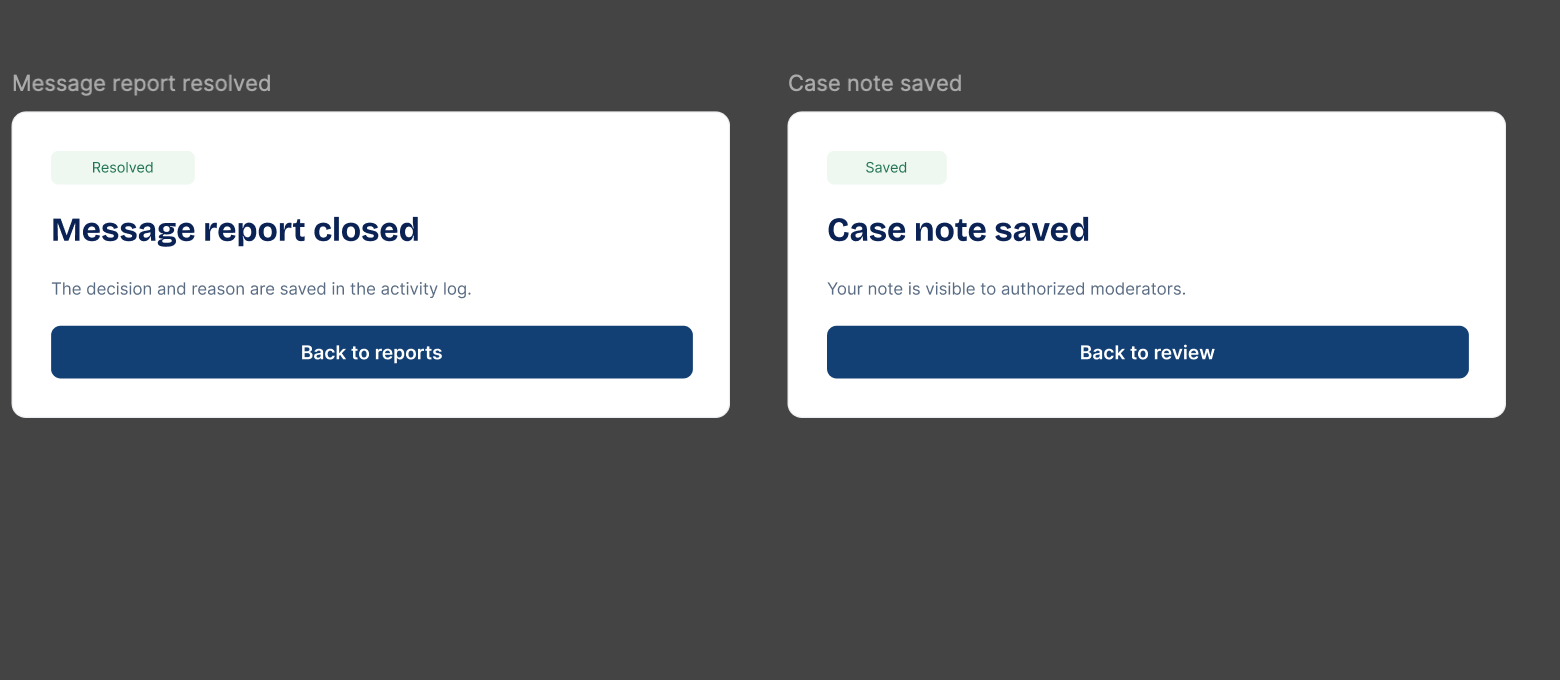 Message report resolved
Resolved
Message report closed
The decision and reason are saved in the activity log.
Back to reports
Case note saved
Saved
Case note saved
Your note is visible to authorized moderators.
Back to review